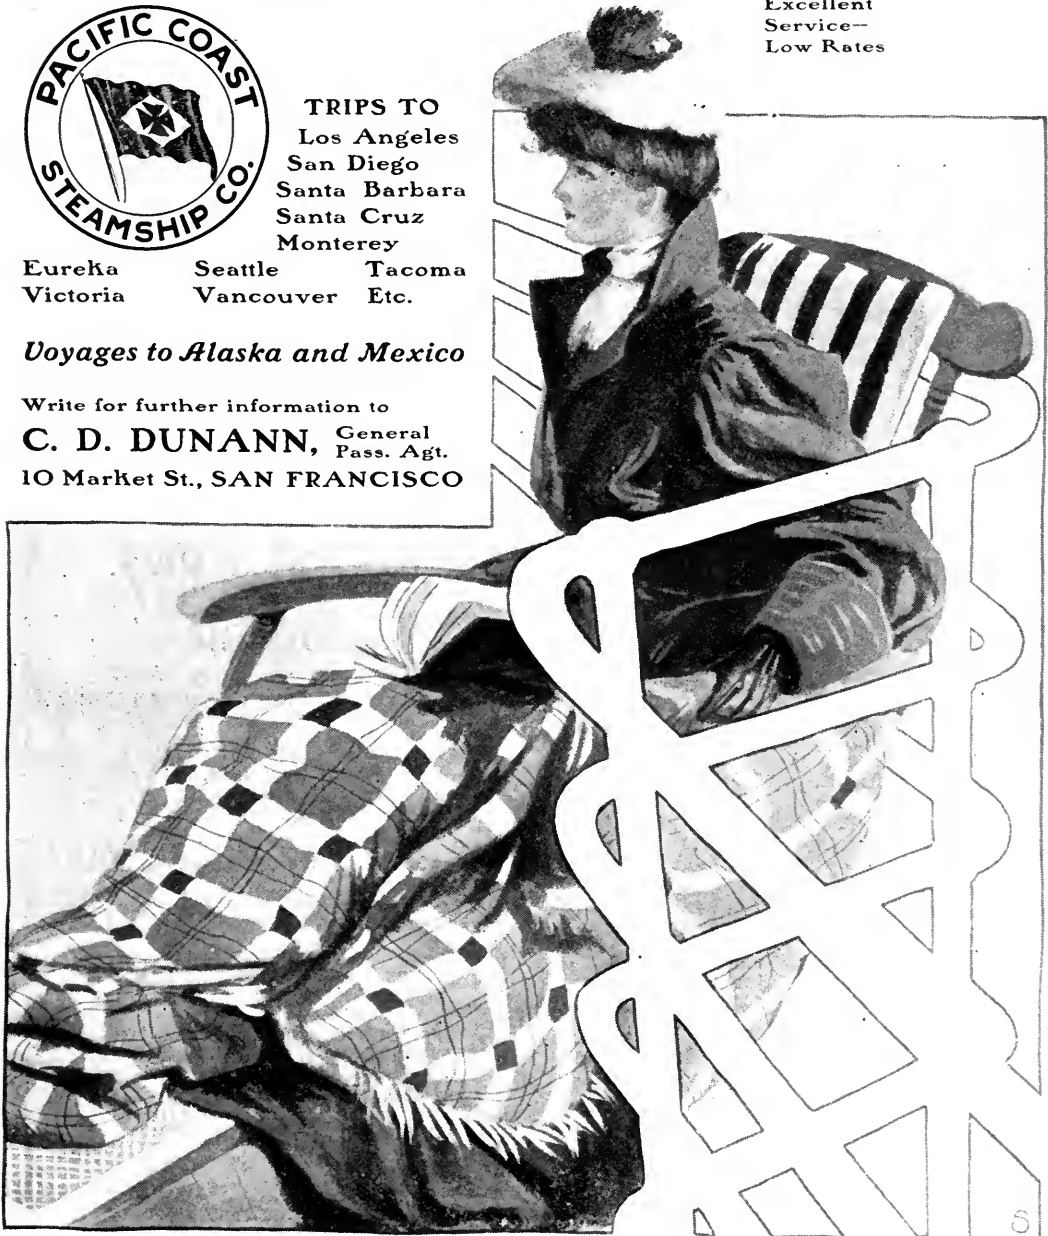 Excellent
Service—
Low Rates
PACIFIC COAST
STEAMSHIP CO.
TRIPS TO
Los Angeles
San Diego
Santa Barbara
Santa Cruz
Monterey
Eureka Seattle Tacoma
Victoria Vancouver Etc.
Voyages to Alaska and Mexico
Write for further information to
C. D. DUNANN, General Pass. Agt.
10 Market St., SAN FRANCISCO